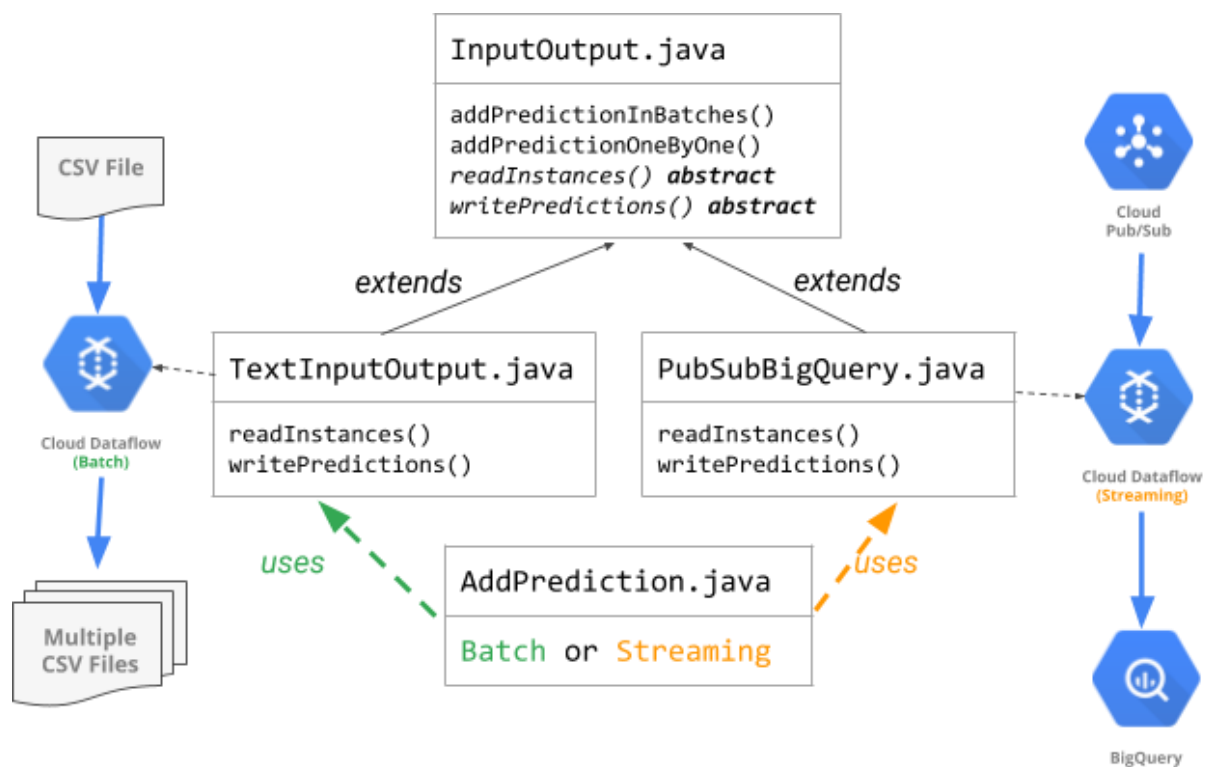 InputOutput.java
addPredictionInBatches()
addPredictionOneByOne()
readInstances() abstract
writePredictions() abstract
CSV File
Cloud
Pub/Sub
extends
extends
TextInputOutput.java
readInstances()
writePredictions()
PubSubBigQuery.java
readInstances()
writePredictions()
Cloud Dataflow
(Batch)
Cloud Dataflow
(Streaming)
uses
uses
AddPrediction.java
Batch or Streaming
Multiple
CSV Files
BigQuery